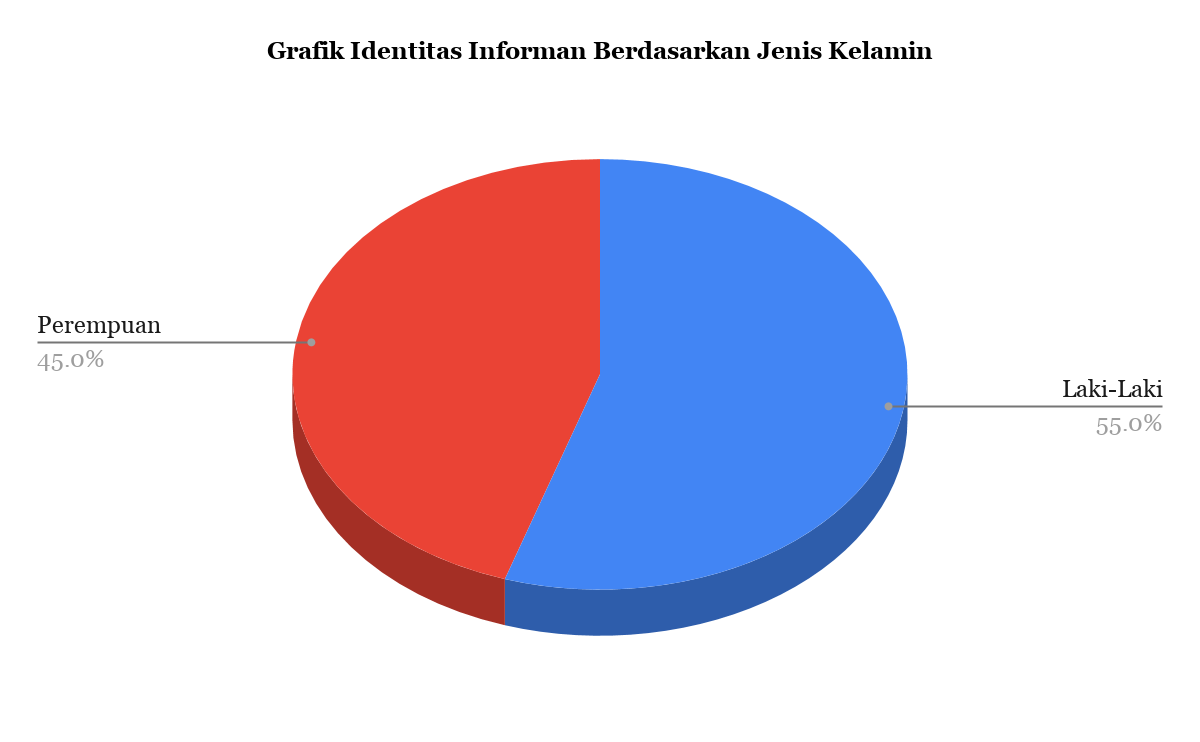 Grafik Identitas Informan Berdasarkan Jenis Kelamin
Perempuan
45.0%
Laki-Laki
55.0%